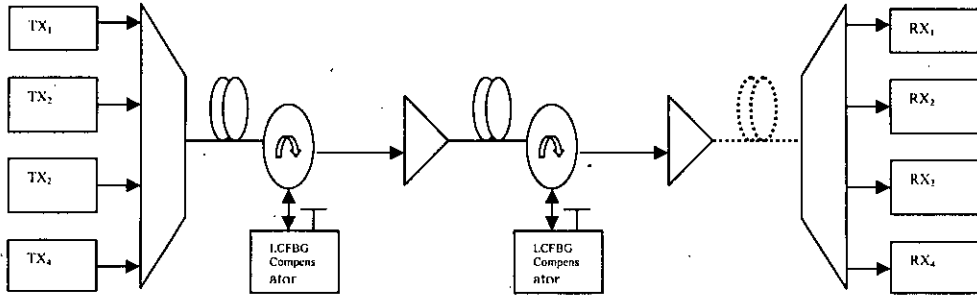 TX₁
TX₂
TX₂
TX₄
LCFBG
Compens
ator
LCFBG
Compens
ator
RX₁
RX₂
RX₂
RX₄